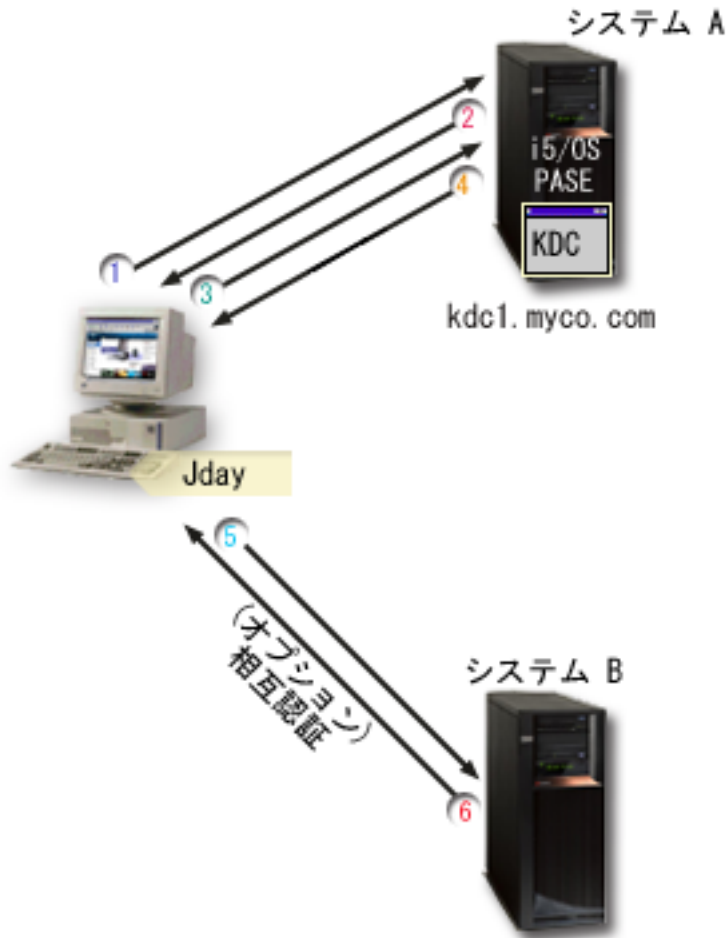 システム A
2
i5/OS
PASE
4
KDC
1
3
kdc1.myco.com
Jday
5
(オプション)
相互認証
システム B
6